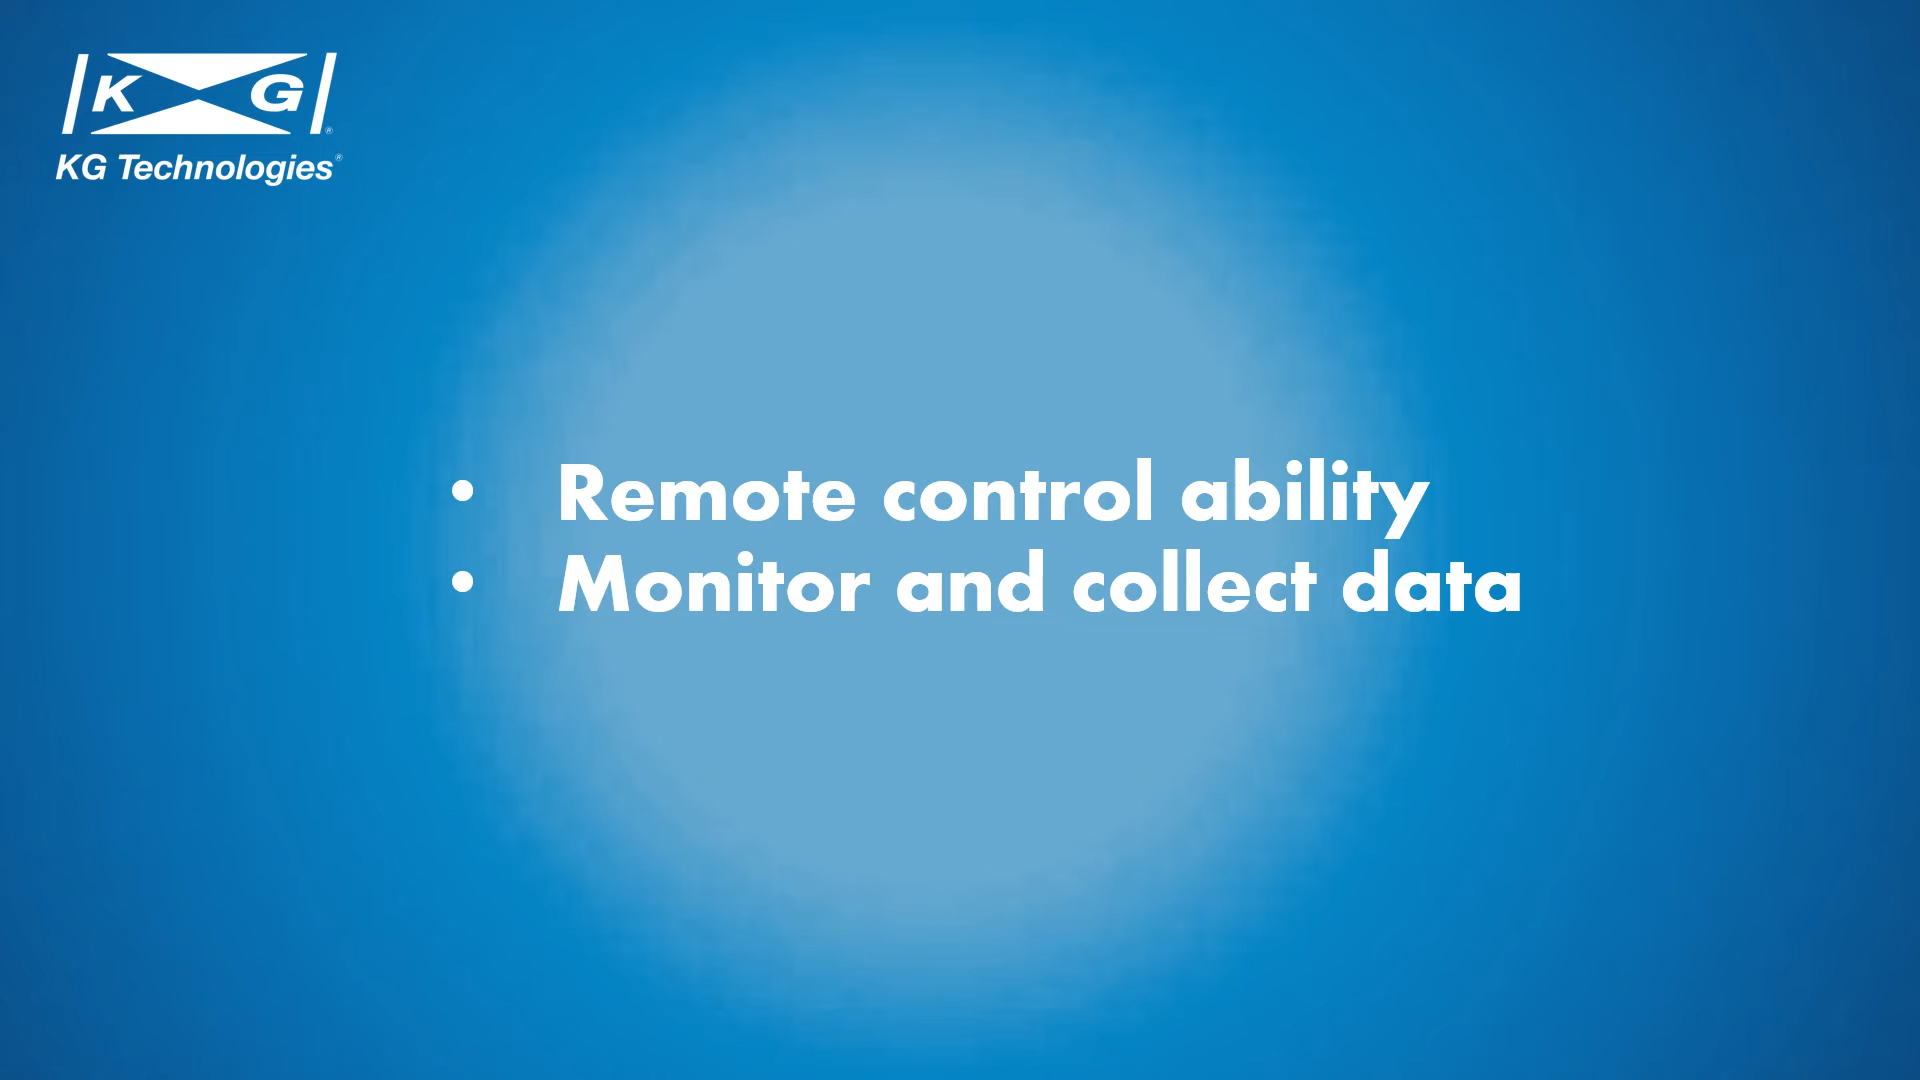 K G ®
KG Technologies®
• Remote control ability
• Monitor and collect data